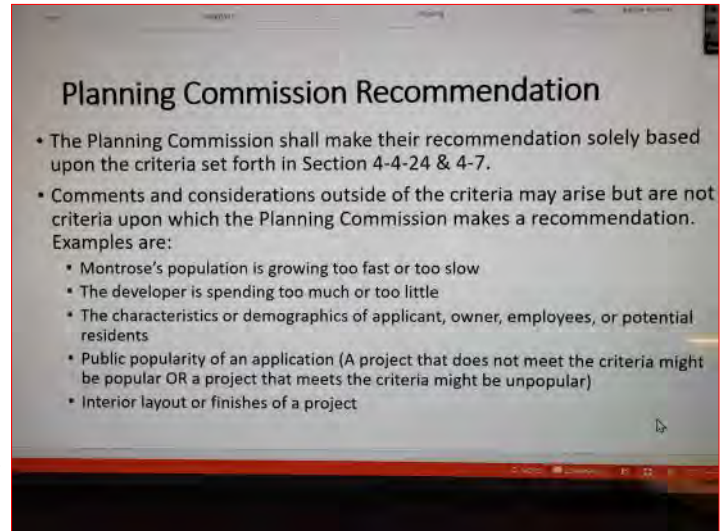 Planning Commission Recommendation
• The Planning Commission shall make their recommendation solely based
upon the criteria set forth in Section 4-4-24 & 4-7.
• Comments and considerations outside of the criteria may arise but are not
criteria upon which the Planning Commission makes a recommendation.
Examples are:
• Montrose's population is growing too fast or too slow
• The developer is spending too much or too little
• The characteristics or demographics of applicant, owner, employees, or potential
residents
• Public popularity of an application (A project that does not meet the criteria might
be popular OR a project that meets the criteria might be unpopular)
• Interior layout or finishes of a project